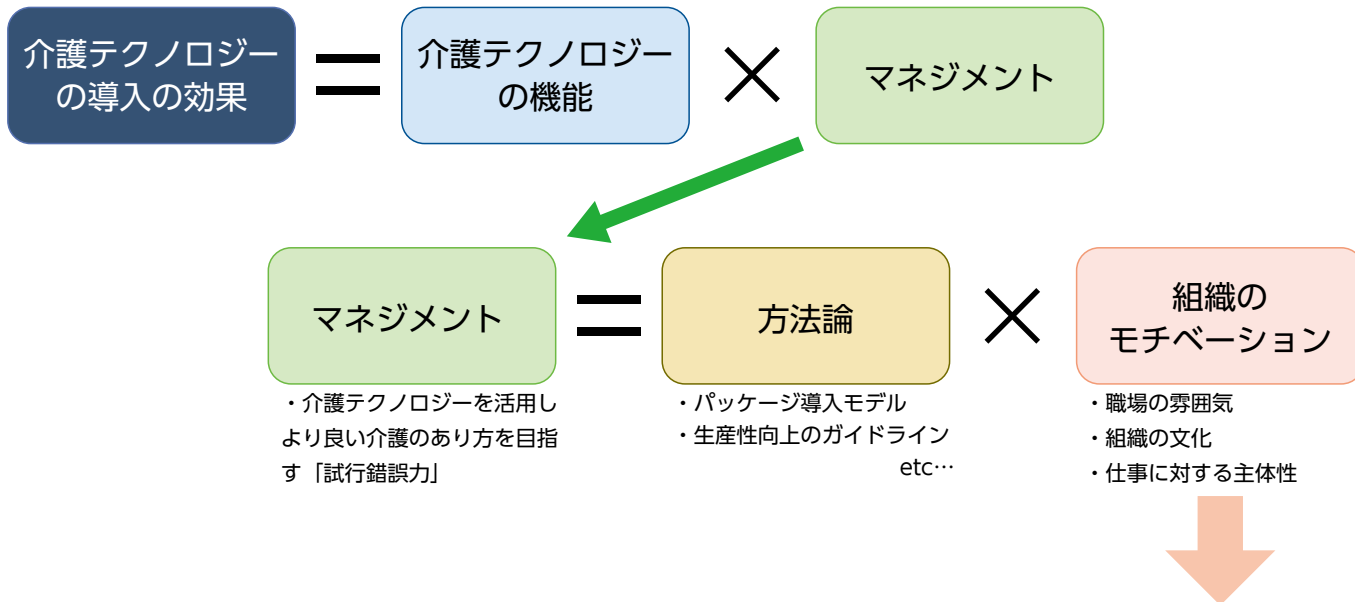 介護テクノロジー
の導入の効果
＝
介護テクノロジー
の機能
×
マネジメント
マネジメント
＝
方法論
×
組織の
モチベーション
・介護テクノロジーを活用し
より良い介護のあり方を目指
す「試行錯誤力」
・パッケージ導入モデル
・生産性向上のガイドライン
etc…
・職場の雰囲気
・組織の文化
・仕事に対する主体性